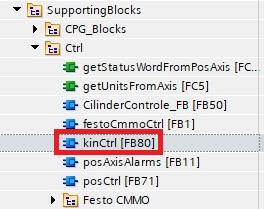 SupportingBlocks
CPG_Blocks
Ctrl
getStatusWordFromPosAxis [FC...
getUnitsFromAxis [FC5]
CilinderControle_FB [FB50]
festoCmmoCtrl [FB1]
kinCtrl [FB80]
posAxisAlarms [FB11]
posCtrl [FB71]
Festo CMMO